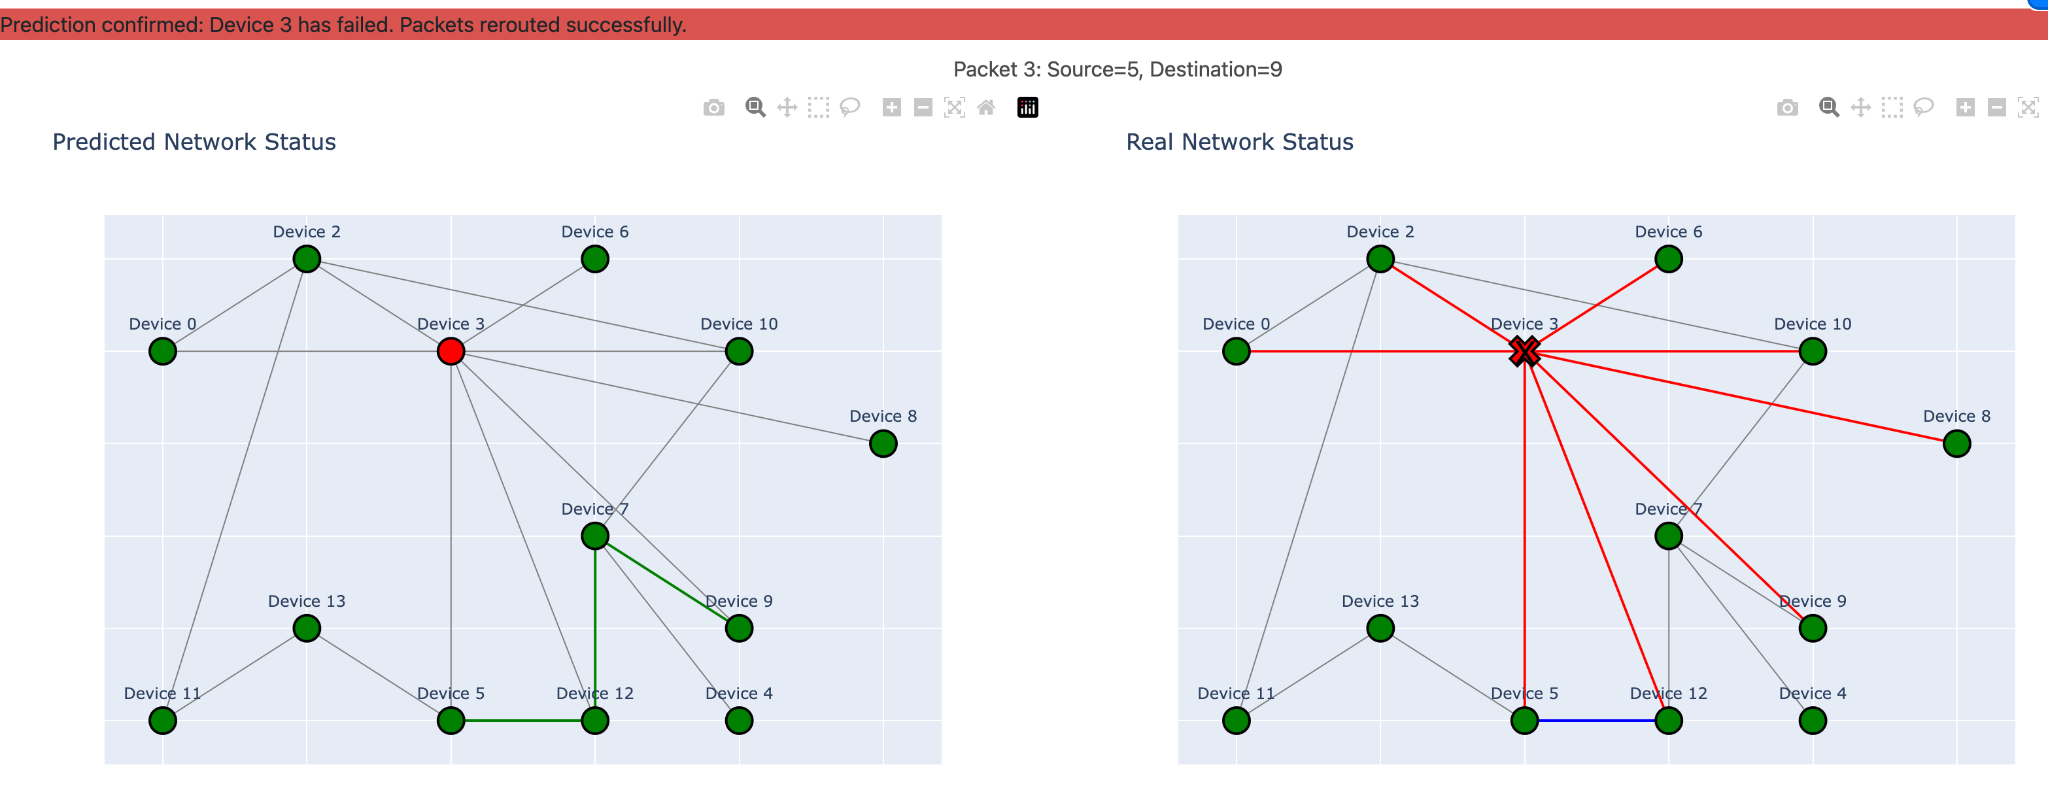 Prediction confirmed: Device 3 has failed. Packets rerouted successfully.
Packet 3: Source=5, Destination=9
Predicted Network Status
Device 2
Device 6
Device 0
Device 3
Device 10
Device 8
Device 7
Device 13
Device 9
Device 11
Device 5
Device 12
Device 4
Real Network Status
Device 2
Device 6
Device 0
Device 3
Device 10
Device 8
Device 7
Device 13
Device 9
Device 11
Device 5
Device 12
Device 4